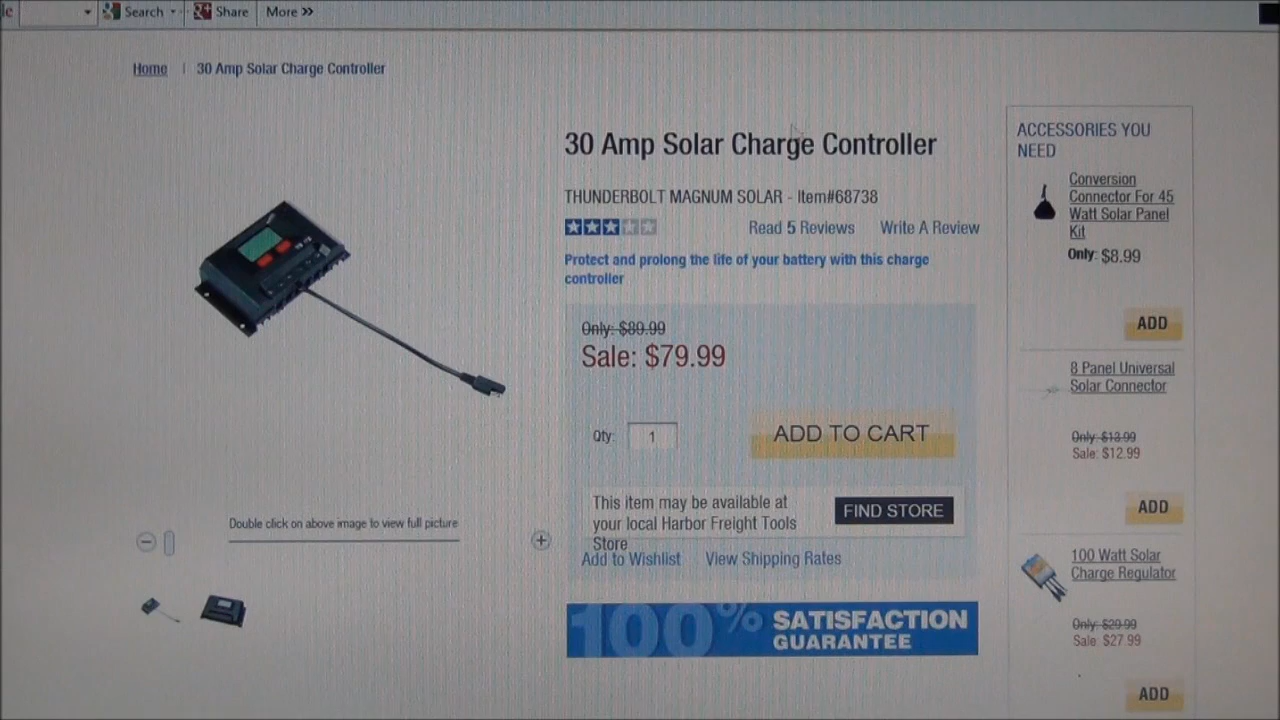 Search
Share
More »
Home | 30 Amp Solar Charge Controller
30 Amp Solar Charge Controller
THUNDERBOLT MAGNUM SOLAR - Item#68738
Read 5 Reviews
Write A Review
Protect and prolong the life of your battery with this charge
controller
Only: $89.99
Sale: $79.99
Qty: 1
ADD TO CART
This item may be available at
your local Harbor Freight Tools
Store
FIND STORE
Add to Wishlist
View Shipping Rates
100% SATISFACTION
GUARANTEE
Double click on above image to view full picture
ACCESSORIES YOU
NEED
Conversion
Connector For 45
Watt Solar Panel
Kit
Only: $8.99
ADD
8 Panel Universal
Solar Connector
Only: $13.99
Sale: $12.99
ADD
100 Watt Solar
Charge Regulator
Only: $29.99
Sale: $27.99
ADD